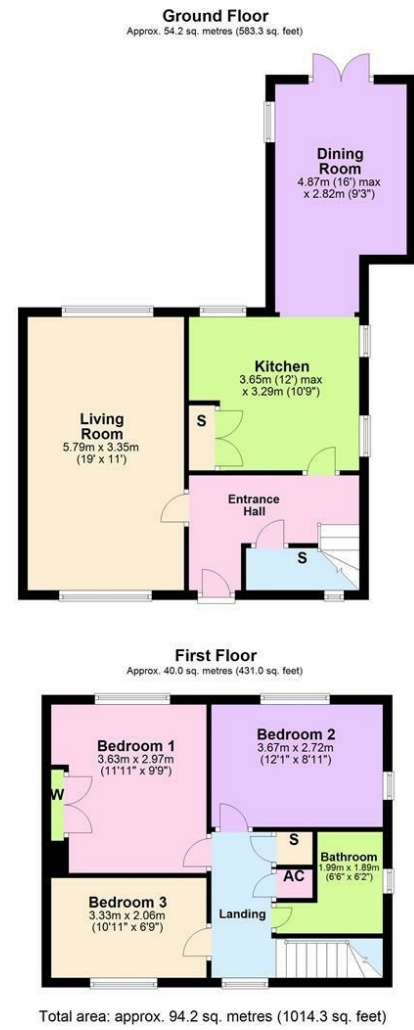 Ground Floor
Approx. 54.2 sq. metres (583.3 sq. feet)
Dining
Room
4.87m (16') max
x 2.82m (9'3")
Kitchen
3.65m (12') max
x 3.29m (10'9")
S
Living
Room
5.79m x 3.35m
(19' x 11')
Entrance
Hall
S
First Floor
Approx. 40.0 sq. metres (431.0 sq. feet)
Bedroom 1
3.63m x 2.97m
(11'11" x 9'9")
W
Bedroom 2
3.67m x 2.72m
(12'1" x 8'11")
S
AC
Bathroom
1.99m x 1.89m
(6'6" x 6'2")
Bedroom 3
3.33m x 2.06m
(10'11" x 6'9")
Landing
Total area: approx. 94.2 sq. metres (1014.3 sq. feet)